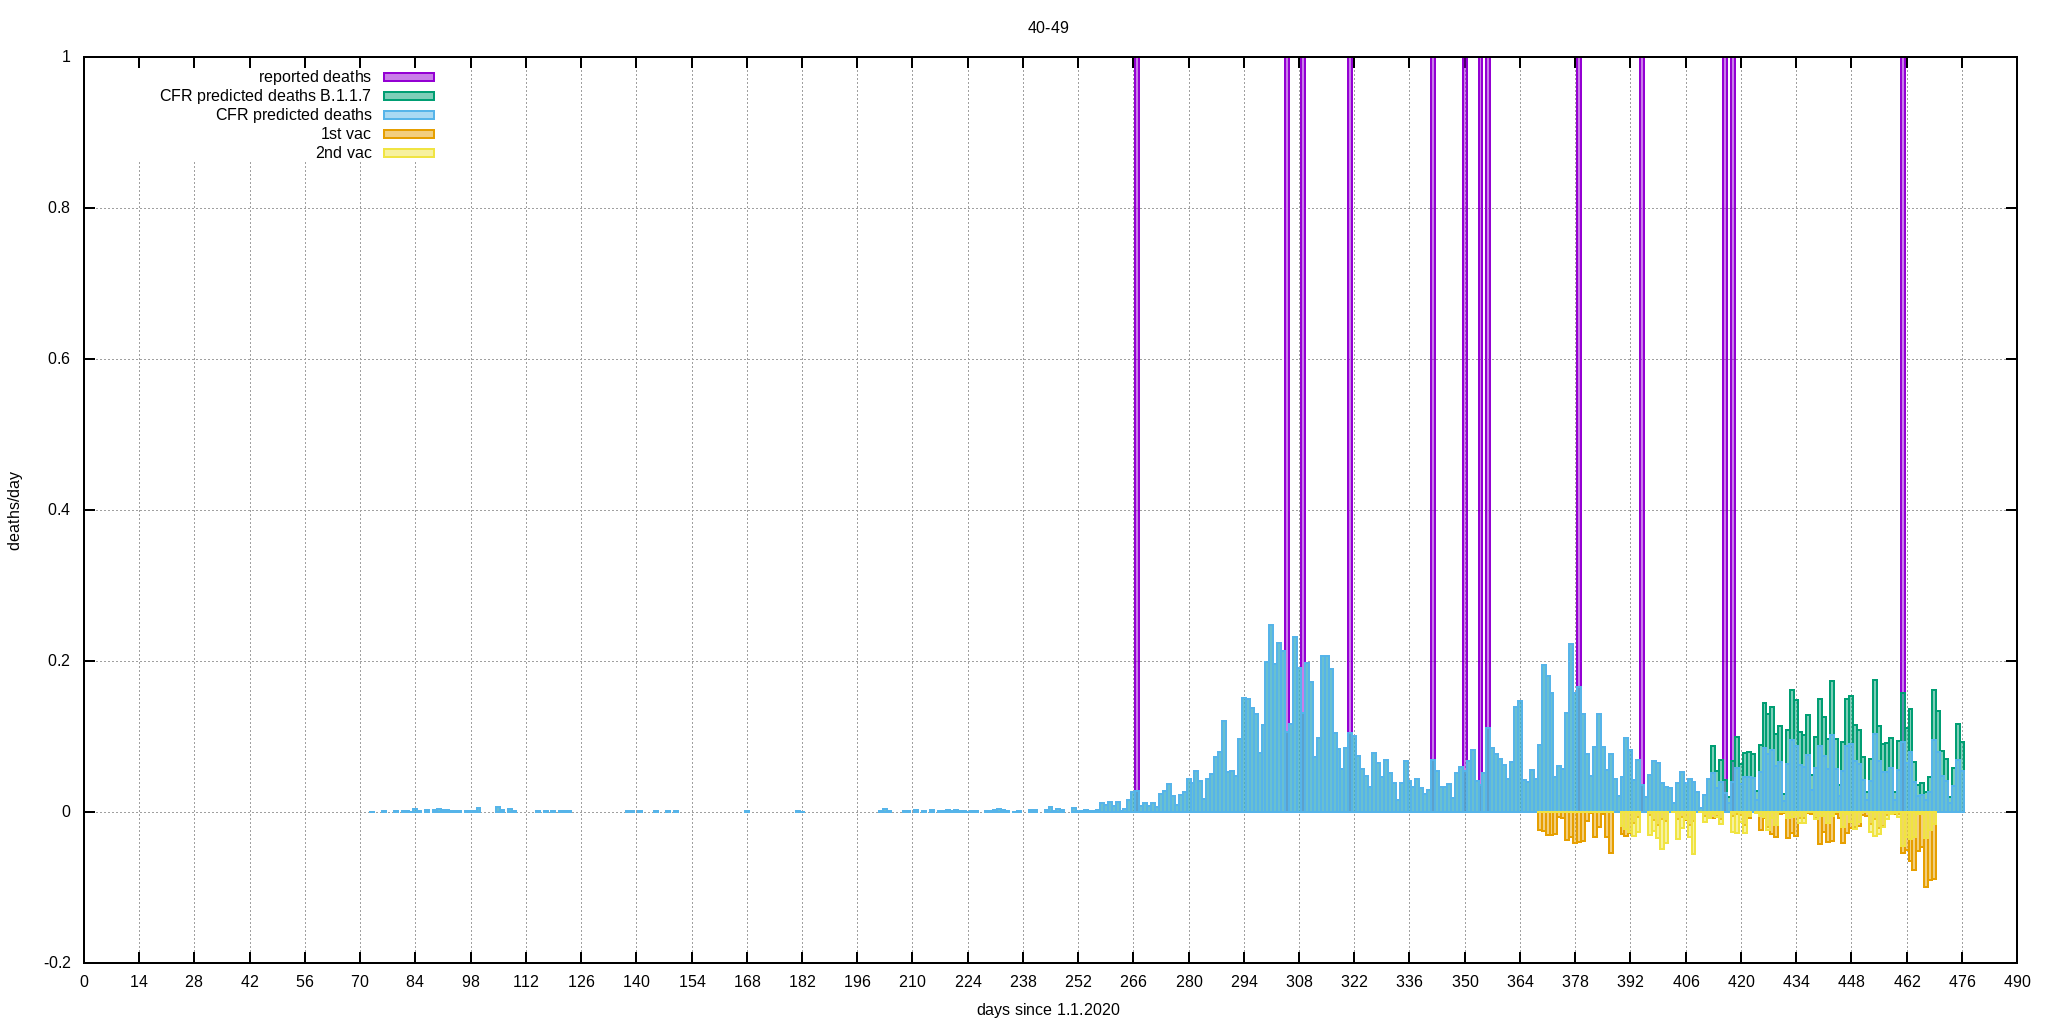 40-49
reported deaths
CFR predicted deaths B.1.1.7
CFR predicted deaths
1st vac
2nd vac
1
0.8
0.6
0.4
0.2
0
-0.2
deaths/day
0 14 28 42 56 70 84 98 112 126 140 154 168 182 196 210 224 238 252 266 280 294 308 322 336 350 364 378 392 406 420 434 448 462 476 490
days since 1.1.2020